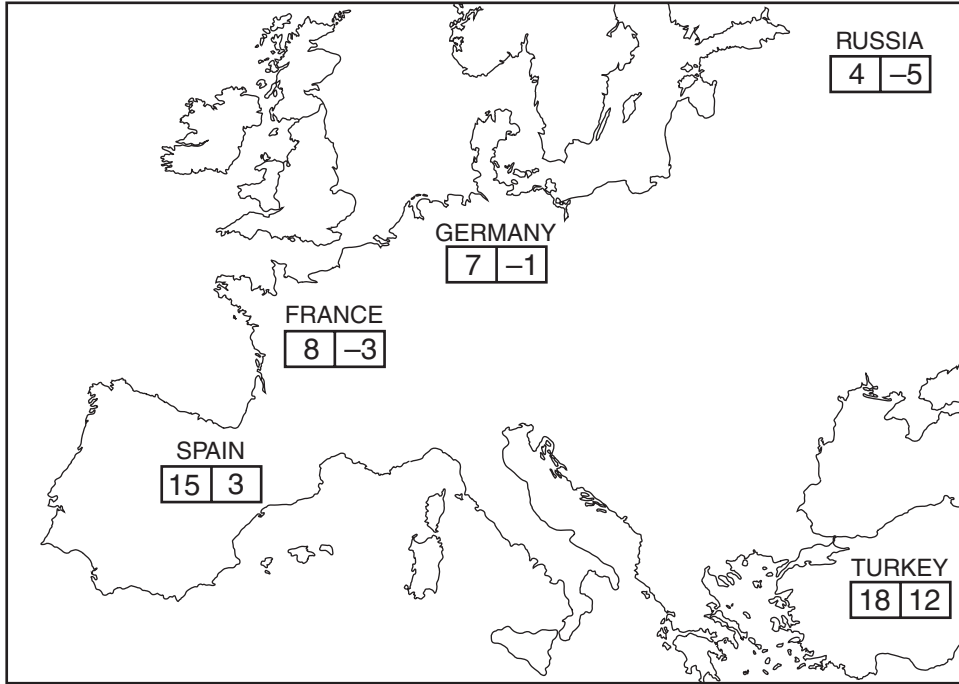 RUSSIA
4 –5
GERMANY
7 –1
FRANCE
8 –3
SPAIN
15 3
TURKEY
18 12